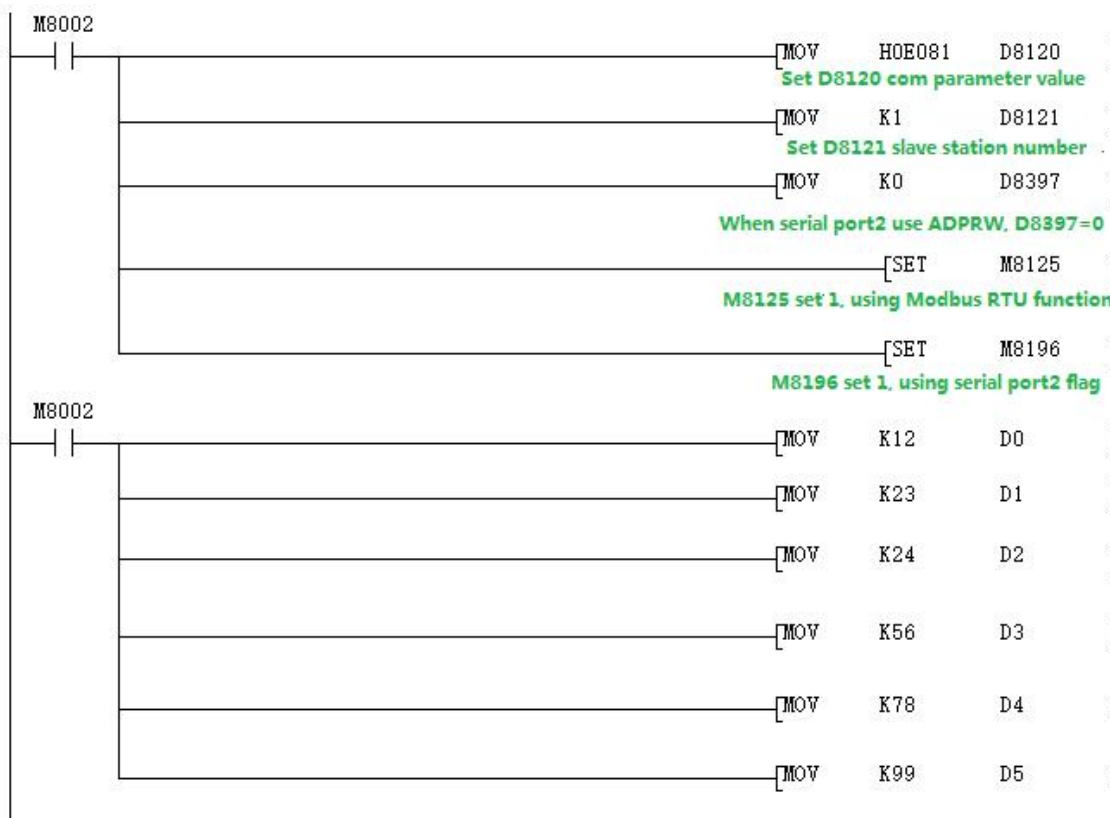 M8002
MOV H0E081 D8120
Set D8120 com parameter value
MOV K1 D8121
Set D8121 slave station number
MOV K0 D8397
When serial port2 use ADPRW, D8397=0
SET M8125
M8125 set 1, using Modbus RTU function
SET M8196
M8196 set 1, using serial port2 flag
M8002
MOV K12 D0
MOV K23 D1
MOV K24 D2
MOV K56 D3
MOV K78 D4
MOV K99 D5